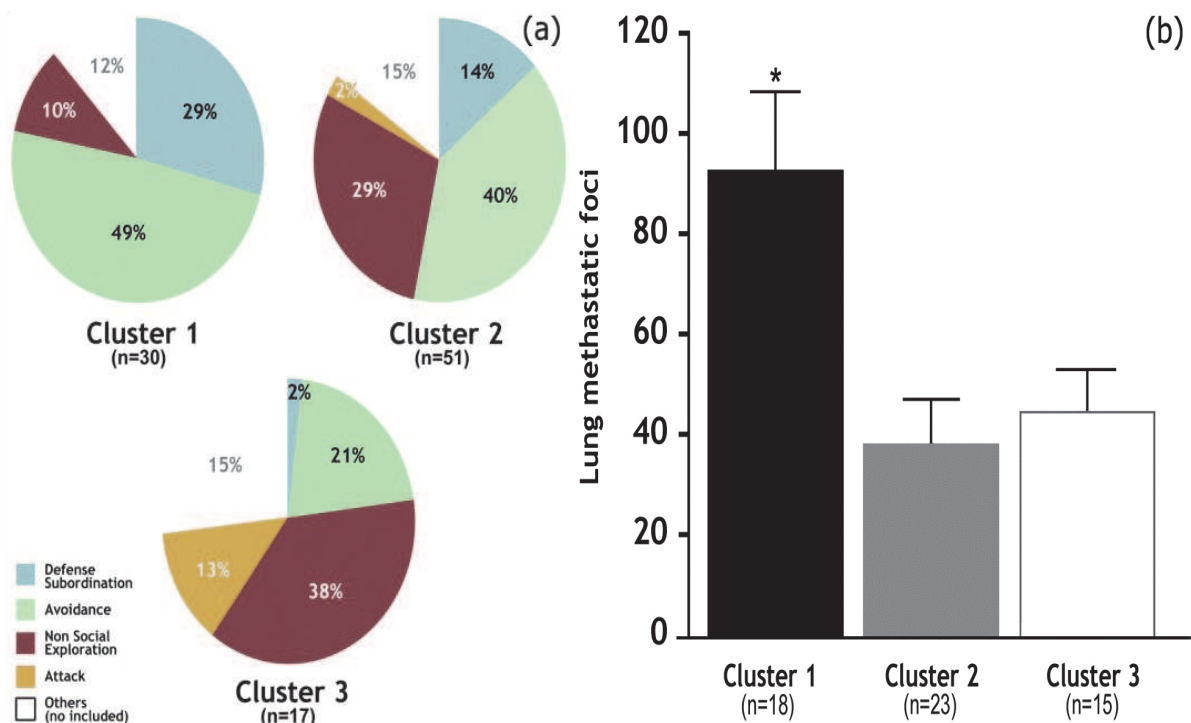 (a)
12%
10%
29%
49%
Cluster 1
(n=30)
15%
2%
14%
29%
40%
Cluster 2
(n=51)
2%
15%
21%
13%
38%
Cluster 3
(n=17)
Defense
Subordination
Avoidance
Non Social
Exploration
Attack
Others
(no included)
(b)
Lung methastatic foci
120
100
80
60
40
20
0
*
Cluster 1
(n=18)
Cluster 2
(n=23)
Cluster 3
(n=15)